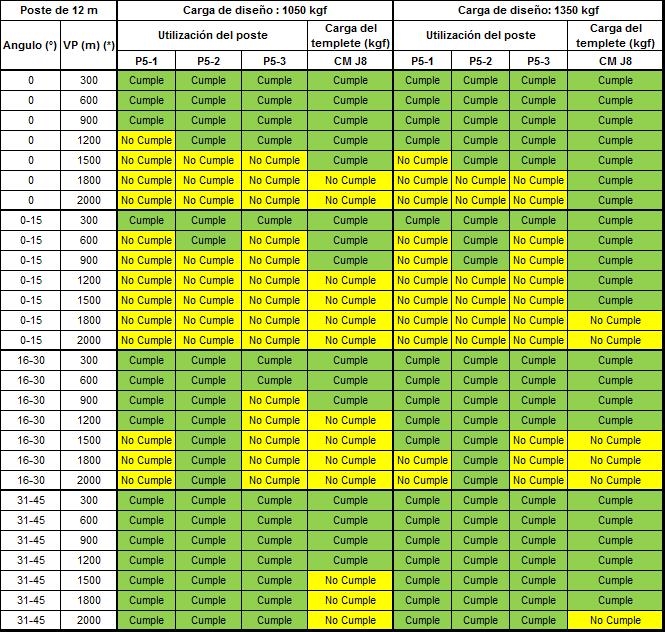 Poste de 12 m Carga de diseño : 1050 kgf Carga de diseño: 1350 kgf
Angulo (°) VP (m) (*) Utilización del poste Carga del templete (kgf) Utilización del poste Carga del templete (kgf)
P5-1 P5-2 P5-3 CM J8 P5-1 P5-2 P5-3 CM J8
0 300 Cumple Cumple Cumple Cumple Cumple Cumple Cumple Cumple
0 600 Cumple Cumple Cumple Cumple Cumple Cumple Cumple Cumple
0 900 Cumple Cumple Cumple Cumple Cumple Cumple Cumple Cumple
0 1200 No Cumple Cumple Cumple Cumple Cumple Cumple Cumple Cumple
0 1500 No Cumple No Cumple No Cumple Cumple No Cumple Cumple Cumple Cumple
0 1800 No Cumple No Cumple No Cumple No Cumple No Cumple No Cumple No Cumple Cumple
0 2000 No Cumple No Cumple No Cumple No Cumple No Cumple No Cumple No Cumple Cumple
0-15 300 Cumple Cumple Cumple Cumple Cumple Cumple Cumple Cumple
0-15 600 No Cumple Cumple No Cumple Cumple No Cumple Cumple No Cumple Cumple
0-15 900 No Cumple No Cumple No Cumple Cumple No Cumple Cumple No Cumple Cumple
0-15 1200 No Cumple No Cumple No Cumple No Cumple No Cumple No Cumple No Cumple Cumple
0-15 1500 No Cumple No Cumple No Cumple No Cumple No Cumple No Cumple No Cumple Cumple
0-15 1800 No Cumple No Cumple No Cumple No Cumple No Cumple No Cumple No Cumple No Cumple
0-15 2000 No Cumple No Cumple No Cumple No Cumple No Cumple No Cumple No Cumple No Cumple
16-30 300 Cumple Cumple Cumple Cumple Cumple Cumple Cumple Cumple
16-30 600 Cumple Cumple Cumple Cumple Cumple Cumple Cumple Cumple
16-30 900 Cumple Cumple No Cumple Cumple Cumple Cumple Cumple Cumple
16-30 1200 Cumple Cumple No Cumple No Cumple Cumple Cumple Cumple Cumple
16-30 1500 No Cumple Cumple No Cumple No Cumple Cumple Cumple No Cumple No Cumple
16-30 1800 No Cumple Cumple No Cumple No Cumple No Cumple Cumple No Cumple No Cumple
16-30 2000 No Cumple Cumple No Cumple No Cumple No Cumple Cumple No Cumple No Cumple
31-45 300 Cumple Cumple Cumple Cumple Cumple Cumple Cumple Cumple
31-45 600 Cumple Cumple Cumple Cumple Cumple Cumple Cumple Cumple
31-45 900 Cumple Cumple Cumple Cumple Cumple Cumple Cumple Cumple
31-45 1200 Cumple Cumple Cumple Cumple Cumple Cumple Cumple Cumple
31-45 1500 Cumple Cumple Cumple No Cumple Cumple Cumple Cumple Cumple
31-45 1800 Cumple Cumple Cumple No Cumple Cumple Cumple Cumple Cumple
31-45 2000 Cumple Cumple Cumple No Cumple Cumple Cumple Cumple No Cumple